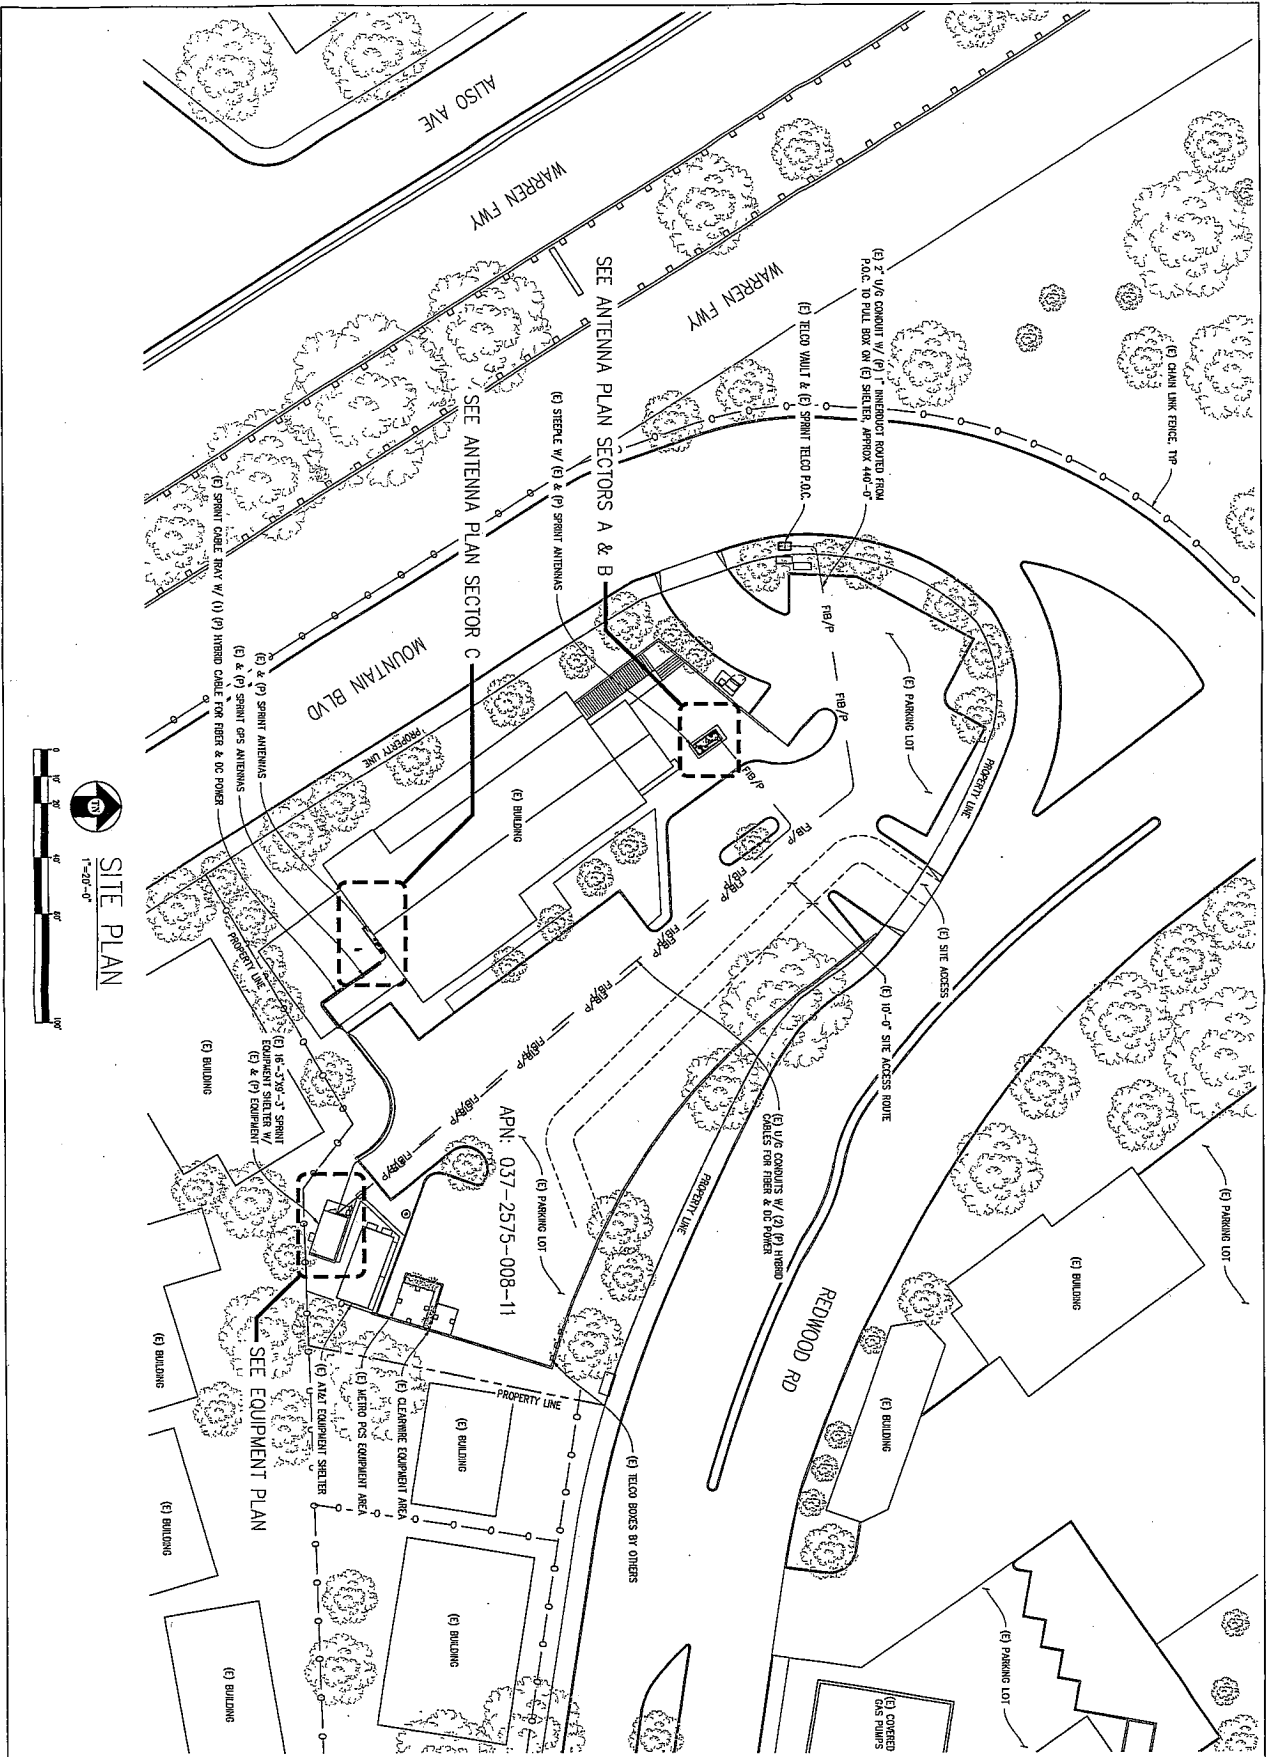 ALISO AVE
WARREN FWY
WARREN FWY
(E) CHAIN LINK FENCE, TYP
(E) 2" U/G CONDUIT W/ (P) 1" INNERDUCT ROUTED FROM
P.O.C. TO PULL BOX ON (E) SHELTER, APPROX 440'-0"
(E) TELCO VAULT & (E) SPRINT TELCO P.O.C.
SEE ANTENNA PLAN SECTORS A & B
(E) STEEPLE W/ (E) & (P) SPRINT ANTENNAS
SEE ANTENNA PLAN SECTOR C
MOUNTAIN BLVD
(E) & (P) SPRINT ANTENNAS
(E) & (P) SPRINT GPS ANTENNAS
(E) SPRINT CABLE TRAY W/ (1) (P) HYBRID CABLE FOR FIBER & DC POWER
PROPERTY LINE
FIB/P
FIB/P
(E) PARKING LOT
PROPERTY LINE
FIB/P
FIB/P
(E) BUILDING
(E) SITE ACCESS
(E) 10'-0" SITE ACCESS ROUTE
(E) U/G CONDUITS W/ (2) (P) HYBRID
CABLES FOR FIBER & DC POWER
PROPERTY LINE
REDWOOD RD
(E) PARKING LOT
(E) BUILDING
(E) BUILDING
PROPERTY LINE
(E) BUILDING
(E) 16'-3"X9'-3" SPRINT
EQUIPMENT SHELTER W/
(E) & (P) EQUIPMENT
APN: 037-2575-008-11
(E) PARKING LOT
SEE EQUIPMENT PLAN
(E) AT&T EQUIPMENT SHELTER
(E) METRO PCS EQUIPMENT AREA
(E) CLEARWIRE EQUIPMENT AREA
PROPERTY LINE
(E) TELCO BOXES BY OTHERS
(E) BUILDING
(E) BUILDING
(E) BUILDING
(E) BUILDING
(E) BUILDING
(E) PARKING LOT
(E) COVERED
GAS PUMPS
TN
SITE PLAN
1"=20'-0"
0 10' 20' 40' 60' 100'